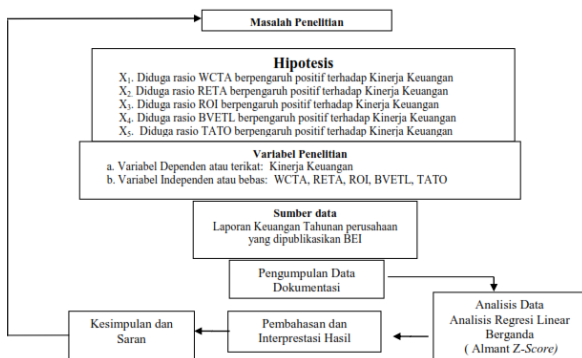 Masalah Penelitian
Hipotesis
X1. Diduga rasio WCTA berpengaruh positif terhadap Kinerja Keuangan
X2. Diduga rasio RETA berpengaruh positif terhadap Kinerja Keuangan
X3. Diduga rasio ROI berpengaruh positif terhadap Kinerja Keuangan
X4. Diduga rasio BVETL berpengaruh positif terhadap Kinerja Keuangan
X5. Diduga rasio TATO berpengaruh positif terhadap Kinerja Keuangan
Variabel Penelitian
a. Variabel Dependen atau terikat: Kinerja Keuangan
b. Variabel Independen atau bebas: WCTA, RETA, ROI, BVETL, TATO
Sumber data
Laporan Keuangan Tahunan perusahaan
yang dipublikasikan BEI
Pengumpulan Data
Dokumentasi
Analisis Data
Analisis Regresi Linear
Berganda
( Almant Z-Score)
Pembahasan dan
Interprestasi Hasil
Kesimpulan dan
Saran